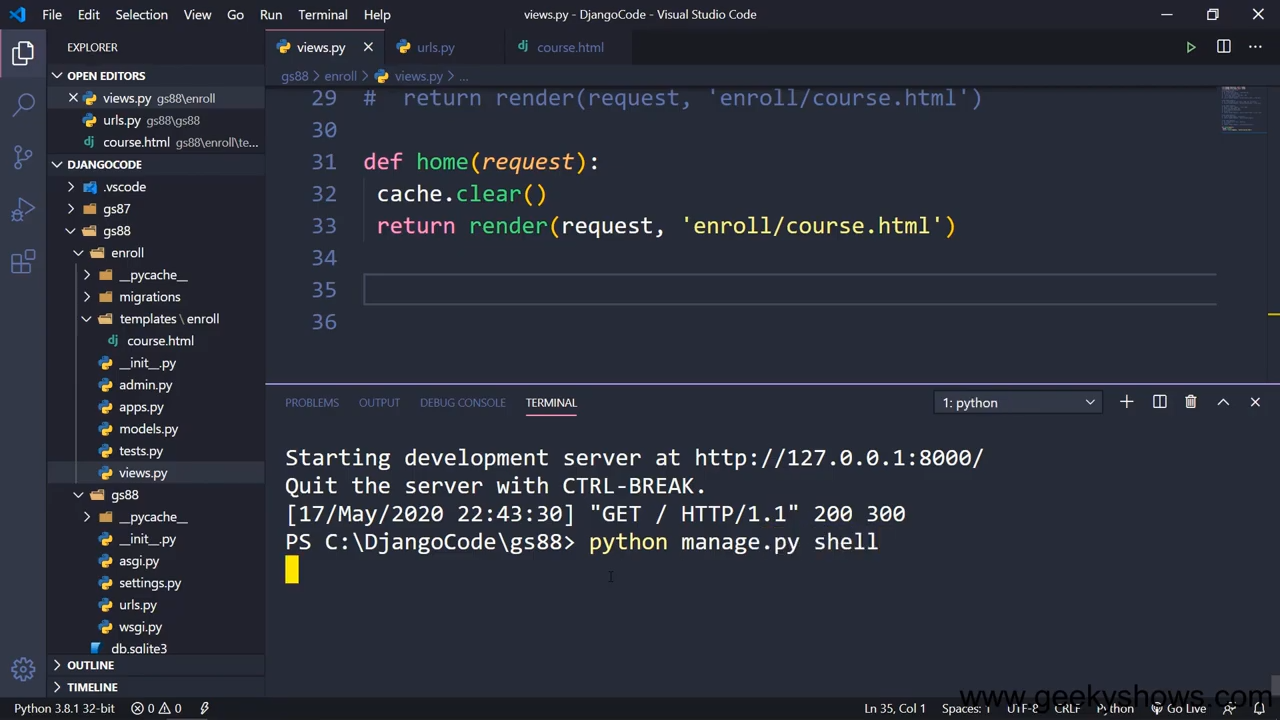 File Edit Selection View Go Run Terminal Help
views.py - DjangoCode - Visual Studio Code
EXPLORER
OPEN EDITORS
views.py gs88\enroll
urls.py gs88\gs88
course.html gs88\enroll\te...
DJANGOCODE
.vscode
gs87
gs88
enroll
__pycache__
migrations
templates \ enroll
course.html
__init__.py
admin.py
apps.py
models.py
tests.py
views.py
gs88
__pycache__
__init__.py
asgi.py
settings.py
urls.py
wsgi.py
db.sqlite3
OUTLINE
TIMELINE
views.py urls.py course.html
gs88 > enroll > views.py > ...
29 # return render(request, 'enroll/course.html')
30
31 def home(request):
32 cache.clear()
33 return render(request, 'enroll/course.html')
34
35
36
PROBLEMS OUTPUT DEBUG CONSOLE TERMINAL 1: python
Starting development server at http://127.0.0.1:8000/
Quit the server with CTRL-BREAK.
[17/May/2020 22:43:30] "GET / HTTP/1.1" 200 300
PS C:\DjangoCode\gs88> python manage.py shell
www.geekyshows.com
Python 3.8.1 32-bit 0 0 Ln 35, Col 1 Spaces: 1 UTF-8 CRLF Python Go Live